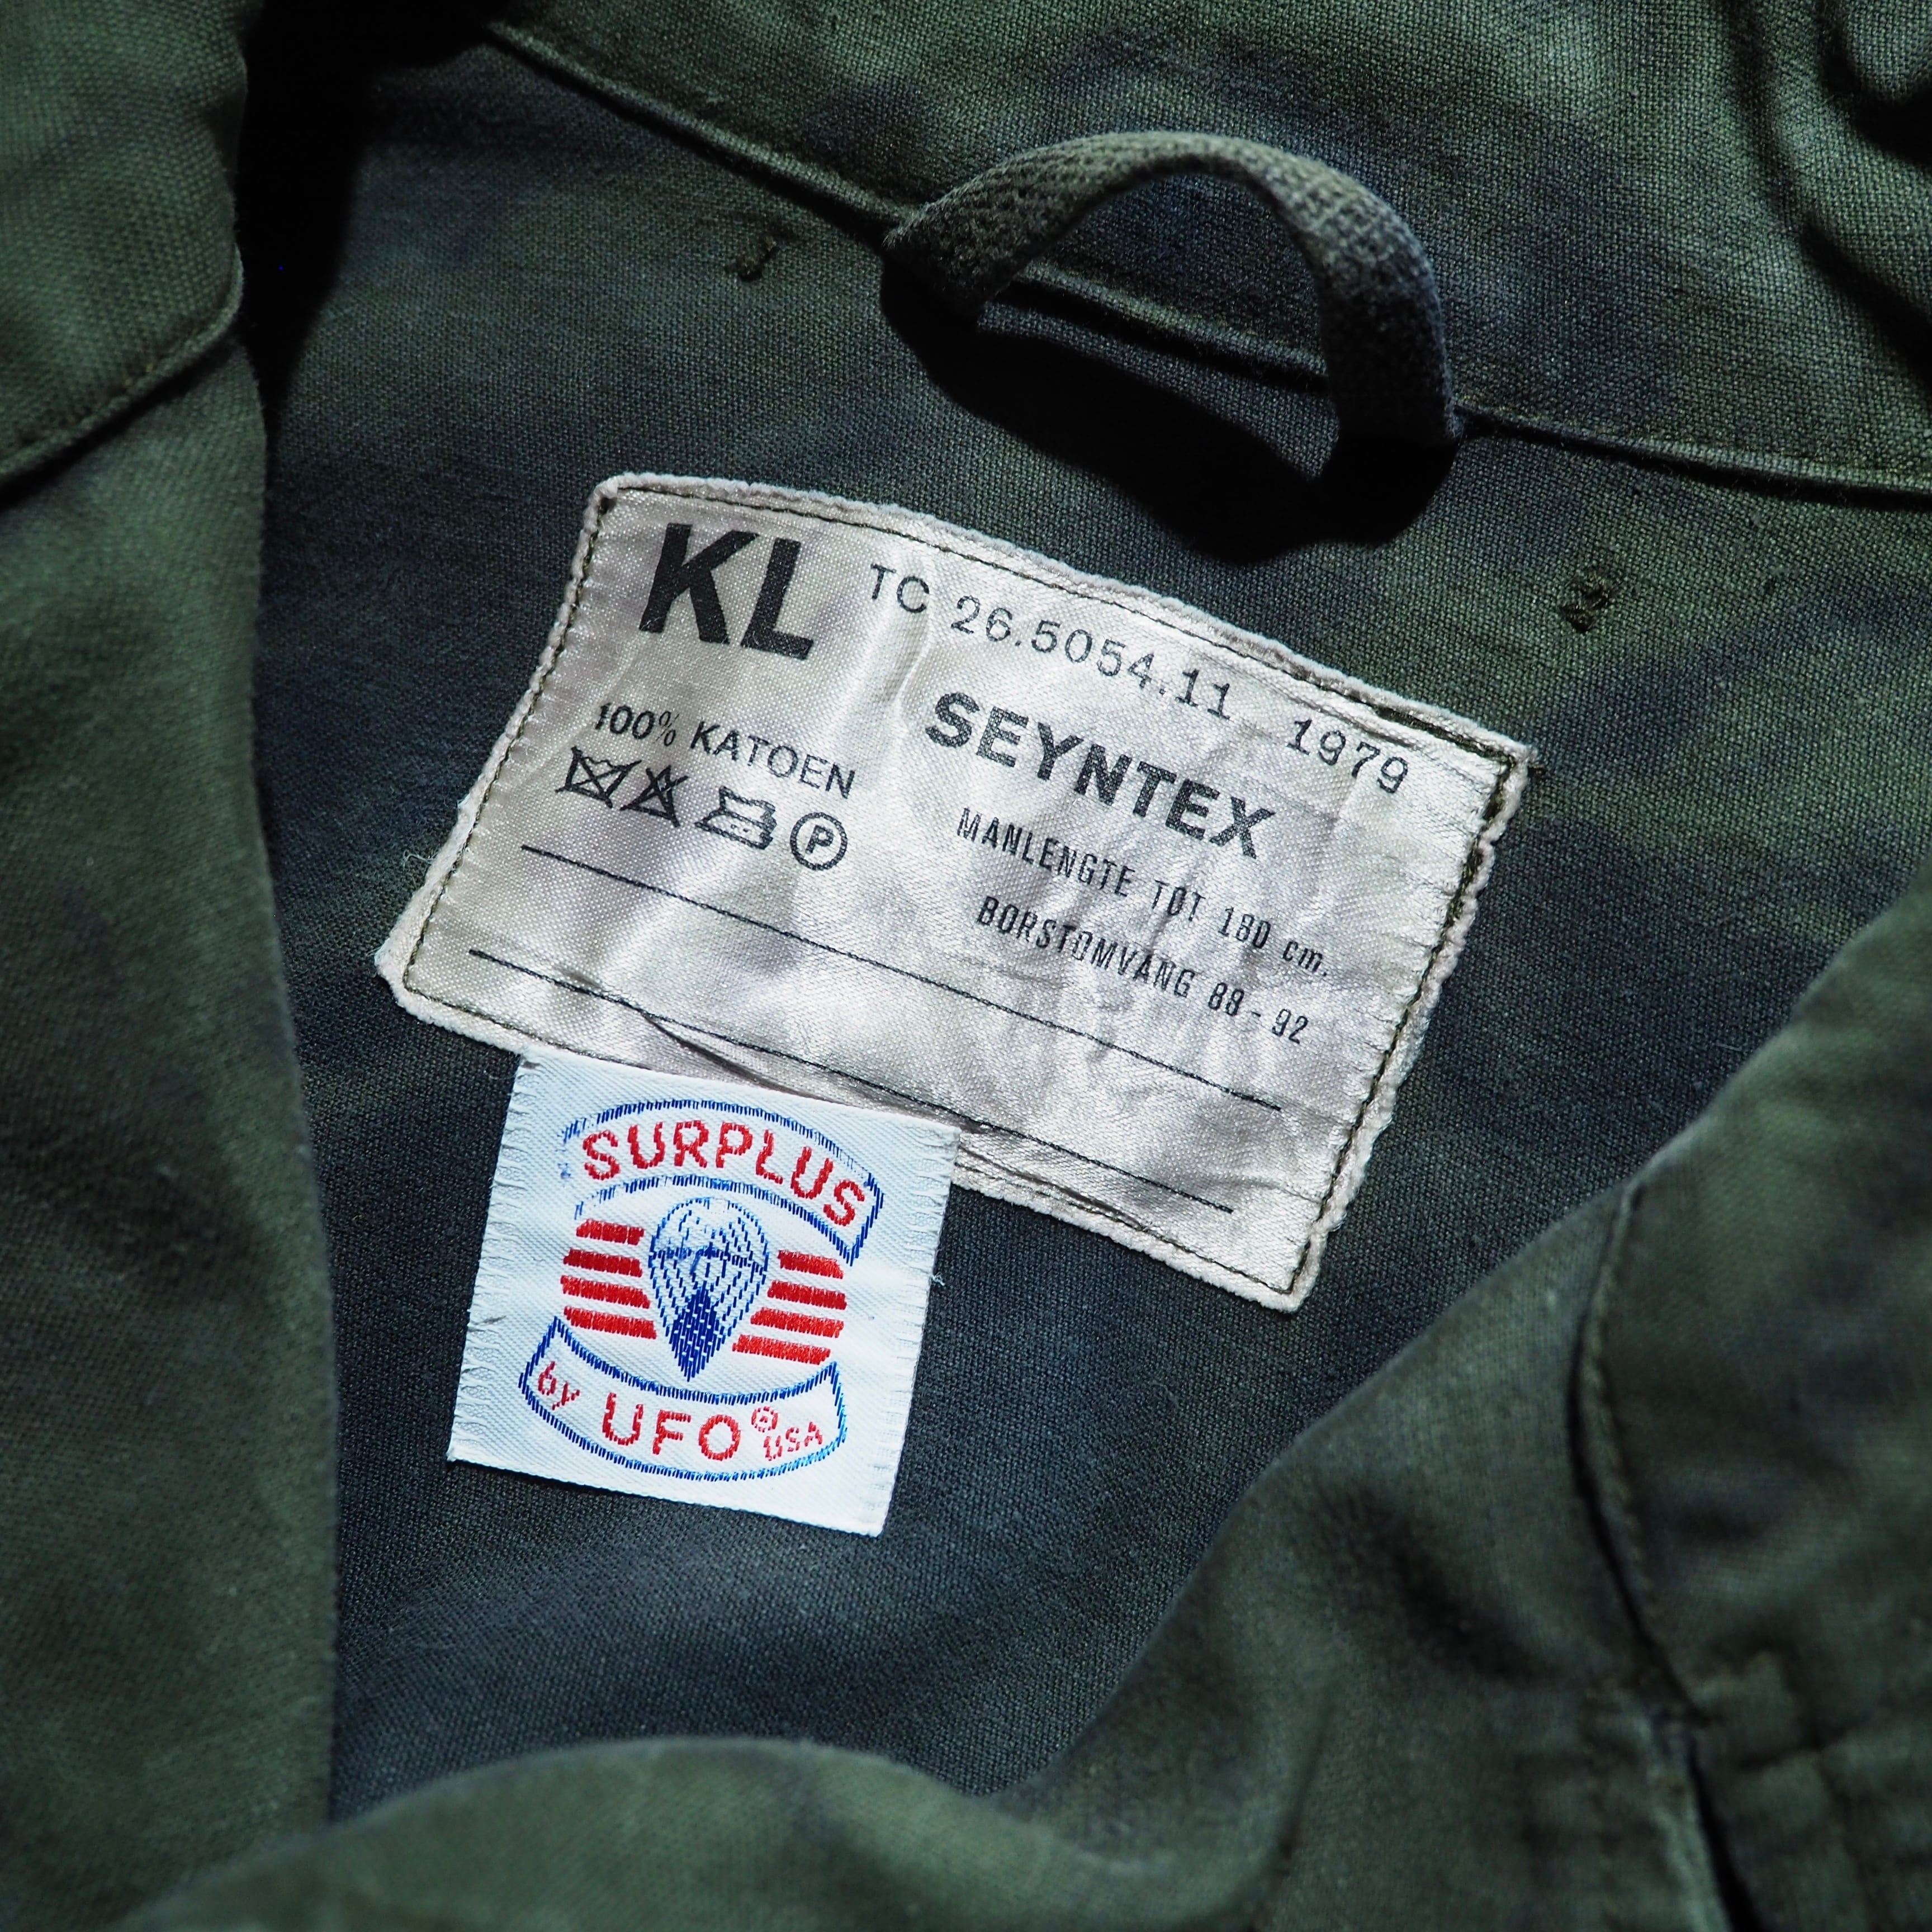 KL TC 26.5054.11 1979
SEYNTEX
100% KATOEN
MANLENGTE TOT 180 cm.
BORSTOMVANG 88-92
P
SURPLUS
by UFO® USA